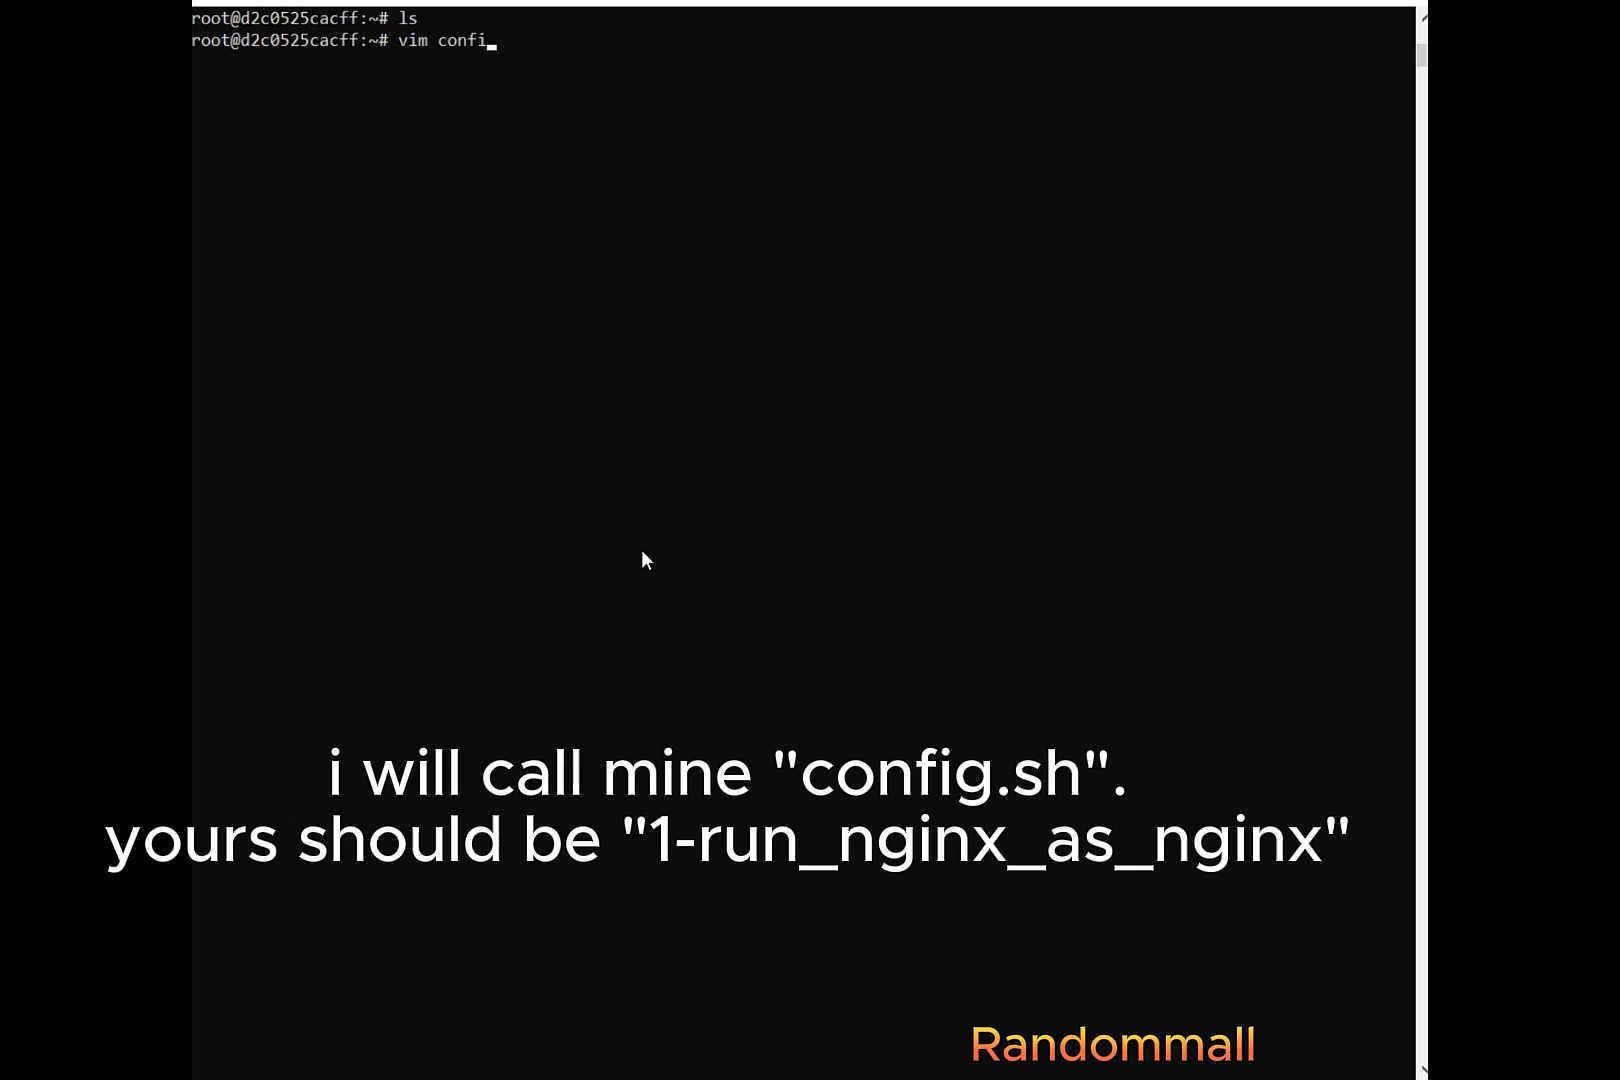 root@d2c0525cacff:~# ls
root@d2c0525cacff:~# vim confi
i will call mine "config.sh".
yours should be "1-run_nginx_as_nginx"
Randommall